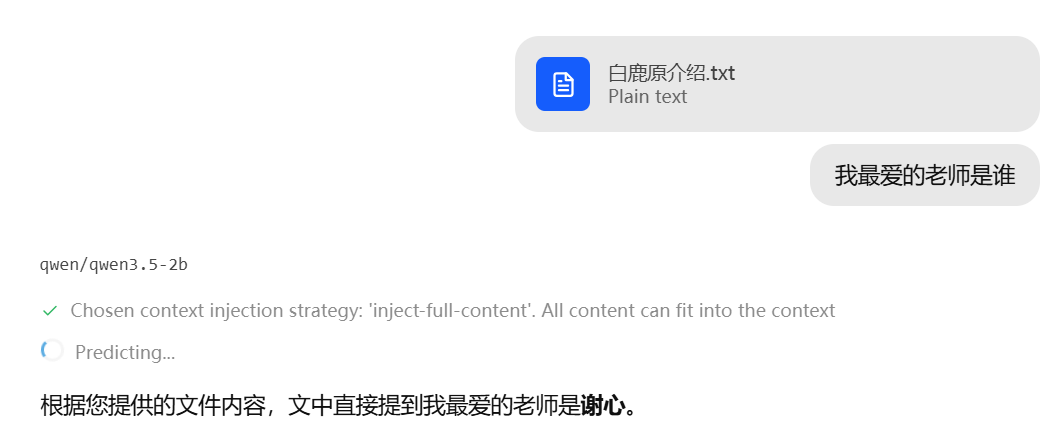 白鹿原介绍.txt
Plain text
我最爱的老师是谁
qwen/qwen3.5-2b
Chosen context injection strategy: 'inject-full-content'. All content can fit into the context
Predicting...
根据您提供的文件内容，文中直接提到我最爱的老师是谢心。